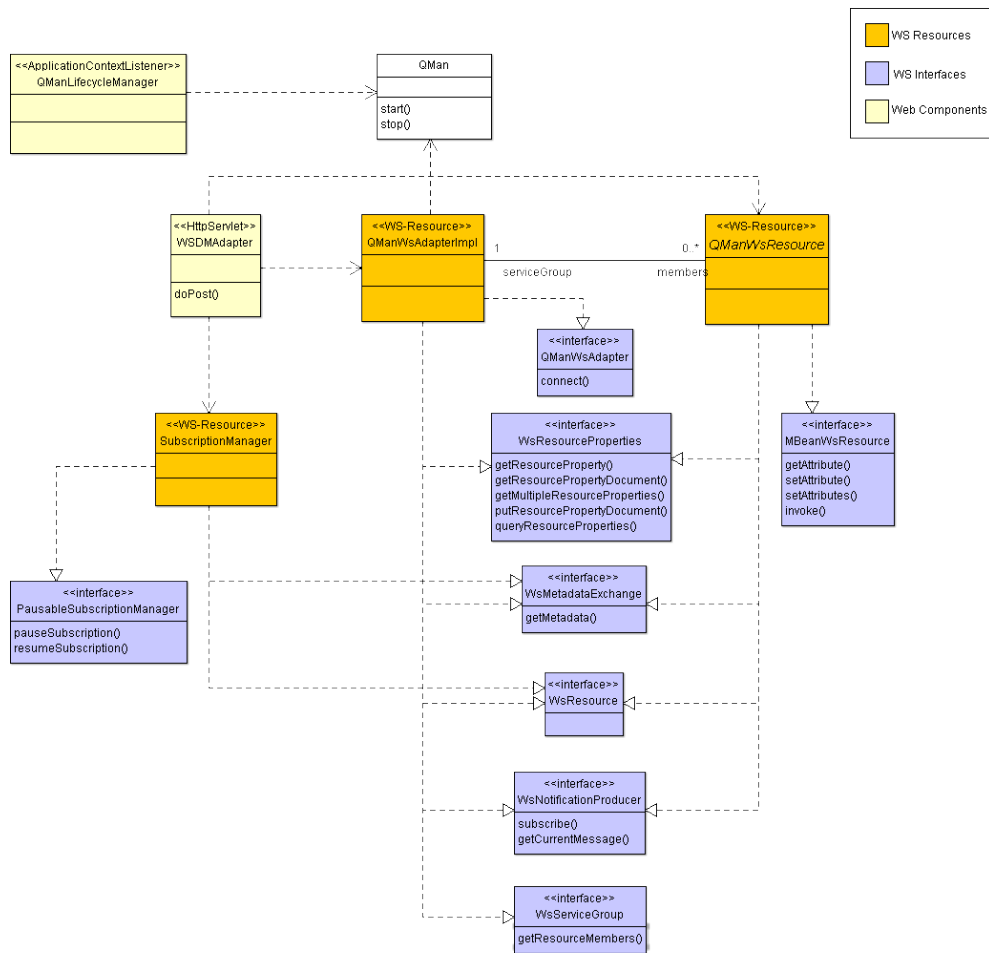 WS Resources
WS Interfaces
Web Components
<<ApplicationContextListener>>
QManLifecycleManager
QMan
start()
stop()
<<HttpServlet>>
WSDMAdapter
doPost()
<<WS-Resource>>
QManWsAdapterImpl
1
serviceGroup
0..*
members
<<WS-Resource>>
QManWsResource
<<interface>>
QManWsAdapter
connect()
<<WS-Resource>>
SubscriptionManager
<<interface>>
WsResourceProperties
getResourceProperty()
getResourcePropertyDocument()
getMultipleResourceProperties()
putResourcePropertyDocument()
queryResourceProperties()
<<interface>>
MBeanWsResource
getAttribute()
setAttribute()
setAttributes()
invoke()
<<interface>>
PausableSubscriptionManager
pauseSubscription()
resumeSubscription()
<<interface>>
WsMetadataExchange
getMetadata()
<<interface>>
WsResource
<<interface>>
WsNotificationProducer
subscribe()
getCurrentMessage()
<<interface>>
WsServiceGroup
getResourceMembers()